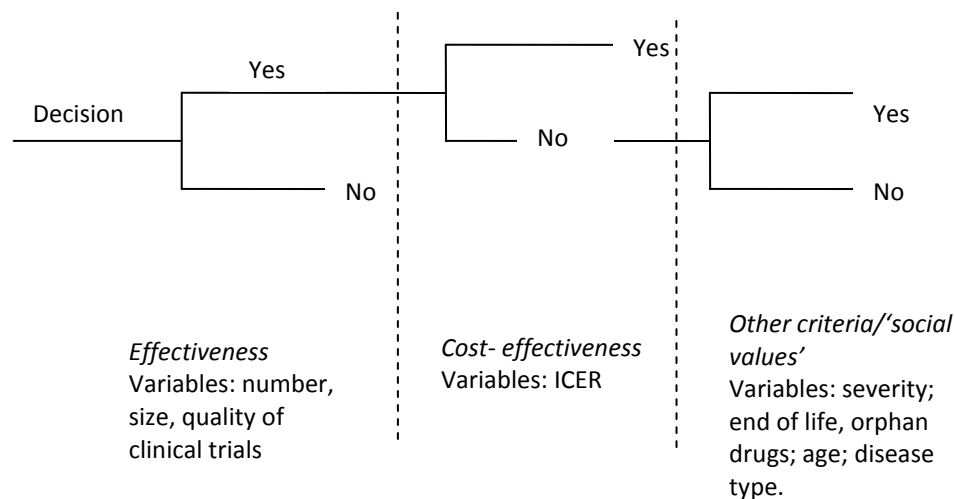 Decision
Yes
No
Yes
No
Yes
No
Effectiveness
Variables: number,
size, quality of
clinical trials
Cost- effectiveness
Variables: ICER
Other criteria/‘social
values’
Variables: severity;
end of life, orphan
drugs; age; disease
type.